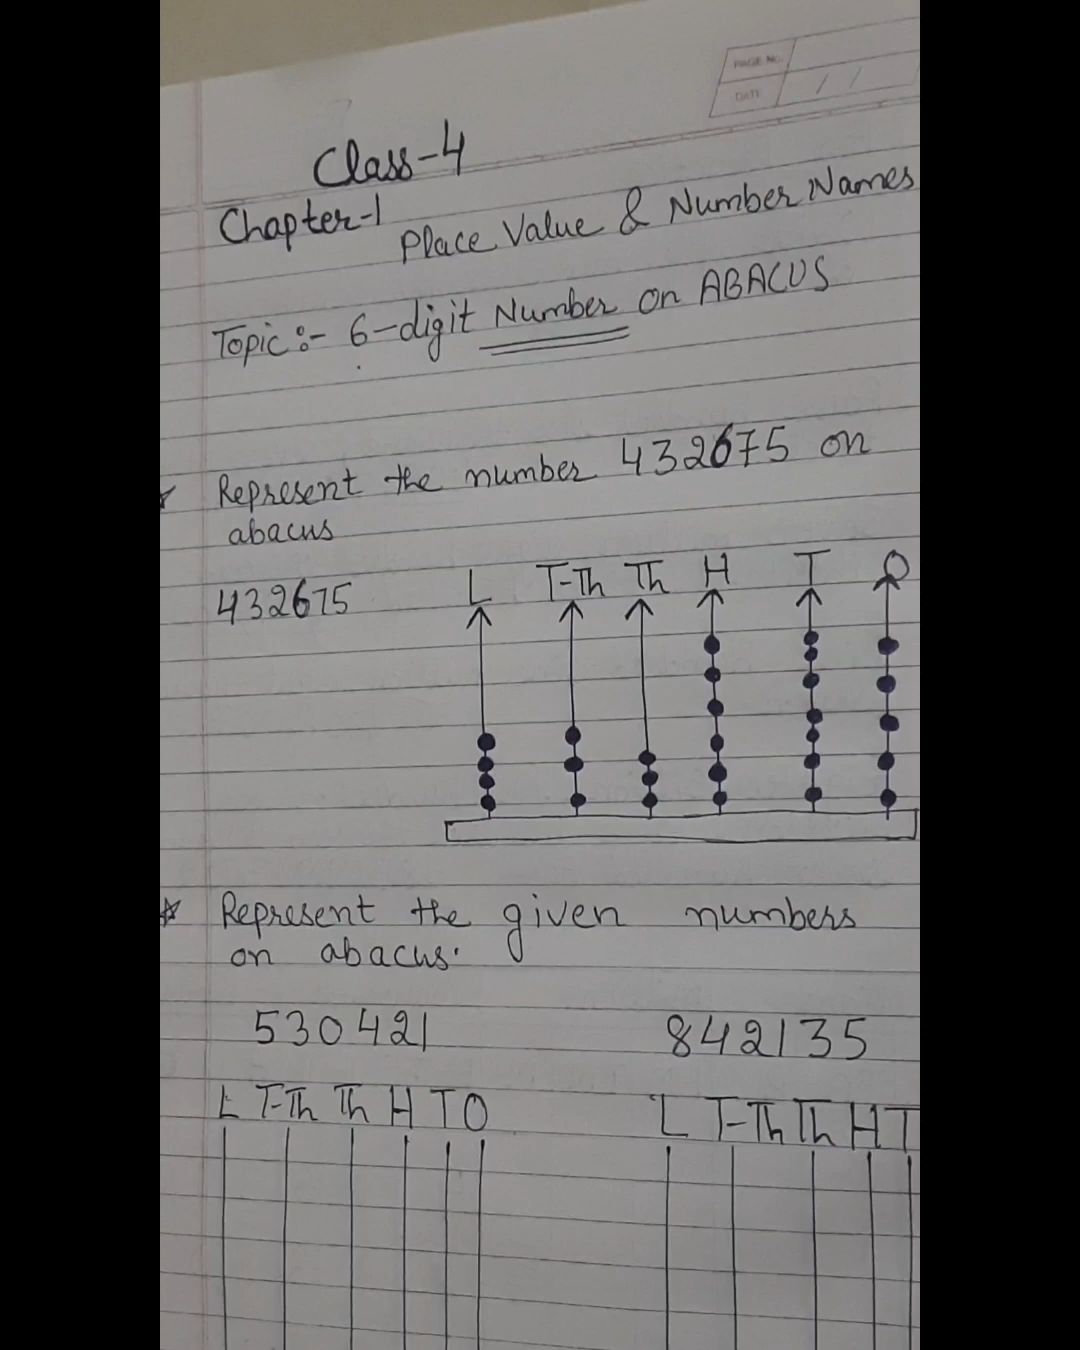 PAGE No.
DATE / /
Class-4
Chapter-1
Place Value & Number Names
Topic:- 6-digit Number on ABACUS
Represent the number 432675 on
abacus
432675 L T-Th Th H T O
☆ Represent the given numbers
on abacus.
530421 842135
L T-Th Th H T O L T-Th Th H T